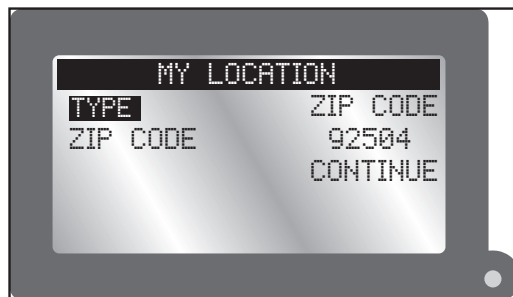 MY LOCATION
TYPE ZIP CODE
ZIP CODE 92504
CONTINUE